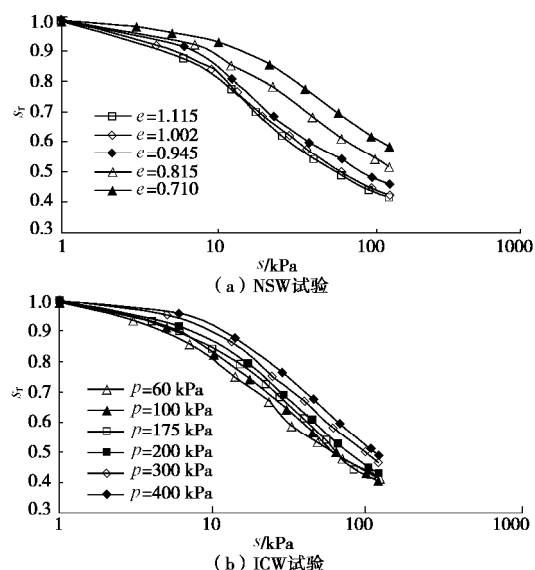 1.0
0.9
0.8
0.7
0.6
0.5
0.4
0.3
Sr
e=1.115
e=1.002
e=0.945
e=0.815
e=0.710
1 10 100 1000
s/kPa
(a) NSW试验
1.0
0.9
0.8
0.7
0.6
0.5
0.4
0.3
Sr
p=60 kPa
p=100 kPa
p=175 kPa
p=200 kPa
p=300 kPa
p=400 kPa
1 10 100 1000
s/kPa
(b) ICW试验